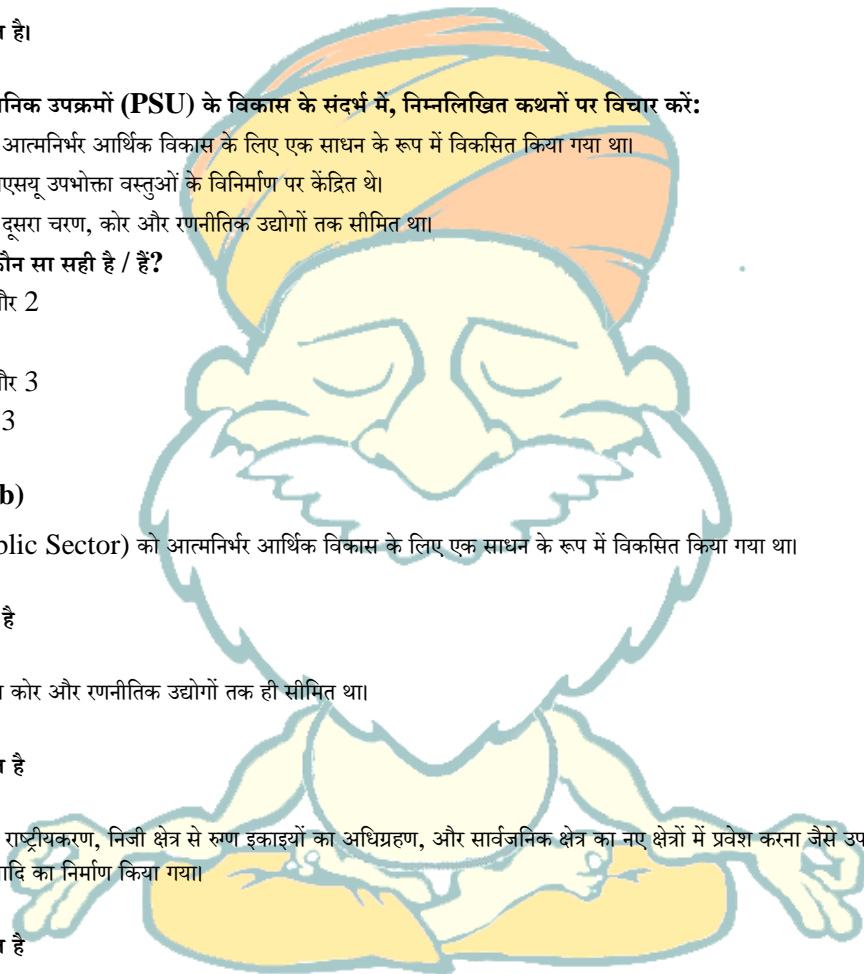 है।
निक उपक्रमों (PSU) के विकास के संदर्भ में, निम्नलिखित कथनों पर विचार करें:
आत्मनिर्भर आर्थिक विकास के लिए एक साधन के रूप में विकसित किया गया था।
एसयू उपभोक्ता वस्तुओं के विनिर्माण पर केंद्रित थे।
दूसरा चरण, कोर और रणनीतिक उद्योगों तक सीमित था।
कौन सा सही है / हैं?
और 2
और 3
3
b)
blic Sector) को आत्मनिर्भर आर्थिक विकास के लिए एक साधन के रूप में विकसित किया गया था।
है
कोर और रणनीतिक उद्योगों तक ही सीमित था।
है
राष्ट्रीयकरण, निजी क्षेत्र से रुग्ण इकाइयों का अधिग्रहण, और सार्वजनिक क्षेत्र का नए क्षेत्रों में प्रवेश करना जैसे उप
दि का निर्माण किया गया।
है